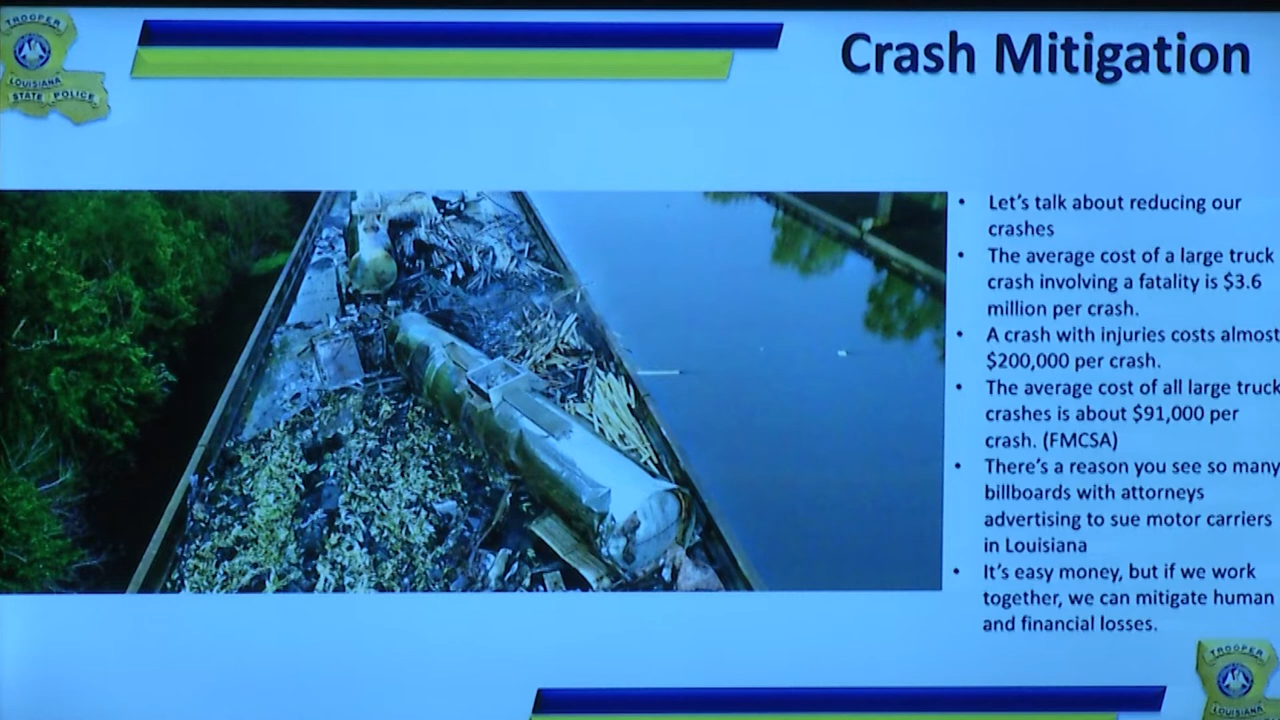 TROOPER
LOUISIANA
STATE POLICE
Crash Mitigation
• Let's talk about reducing our
crashes
• The average cost of a large truck
crash involving a fatality is $3.6
million per crash.
• A crash with injuries costs almost
$200,000 per crash.
• The average cost of all large truck
crashes is about $91,000 per
crash. (FMCSA)
• There's a reason you see so many
billboards with attorneys
advertising to sue motor carriers
in Louisiana
• It's easy money, but if we work
together, we can mitigate human
and financial losses.
TROOPER
LOUISIANA